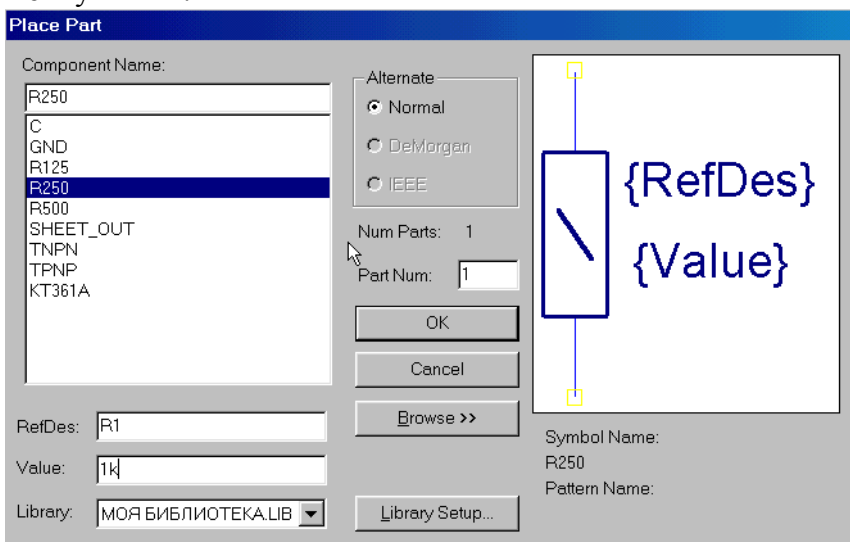 Place Part
Component Name:
R250
C
GND
R125
R250
R500
SHEET_OUT
TNPN
TPNP
KT361A
Alternate
Normal
DeMorgan
IEEE
Num Parts: 1
Part Num: 1
OK
Cancel
Browse >>
Library Setup...
RefDes: R1
Value: 1k
Library: МОЯ БИБЛИОТЕКА.LIB
{RefDes}
{Value}
Symbol Name:
R250
Pattern Name: